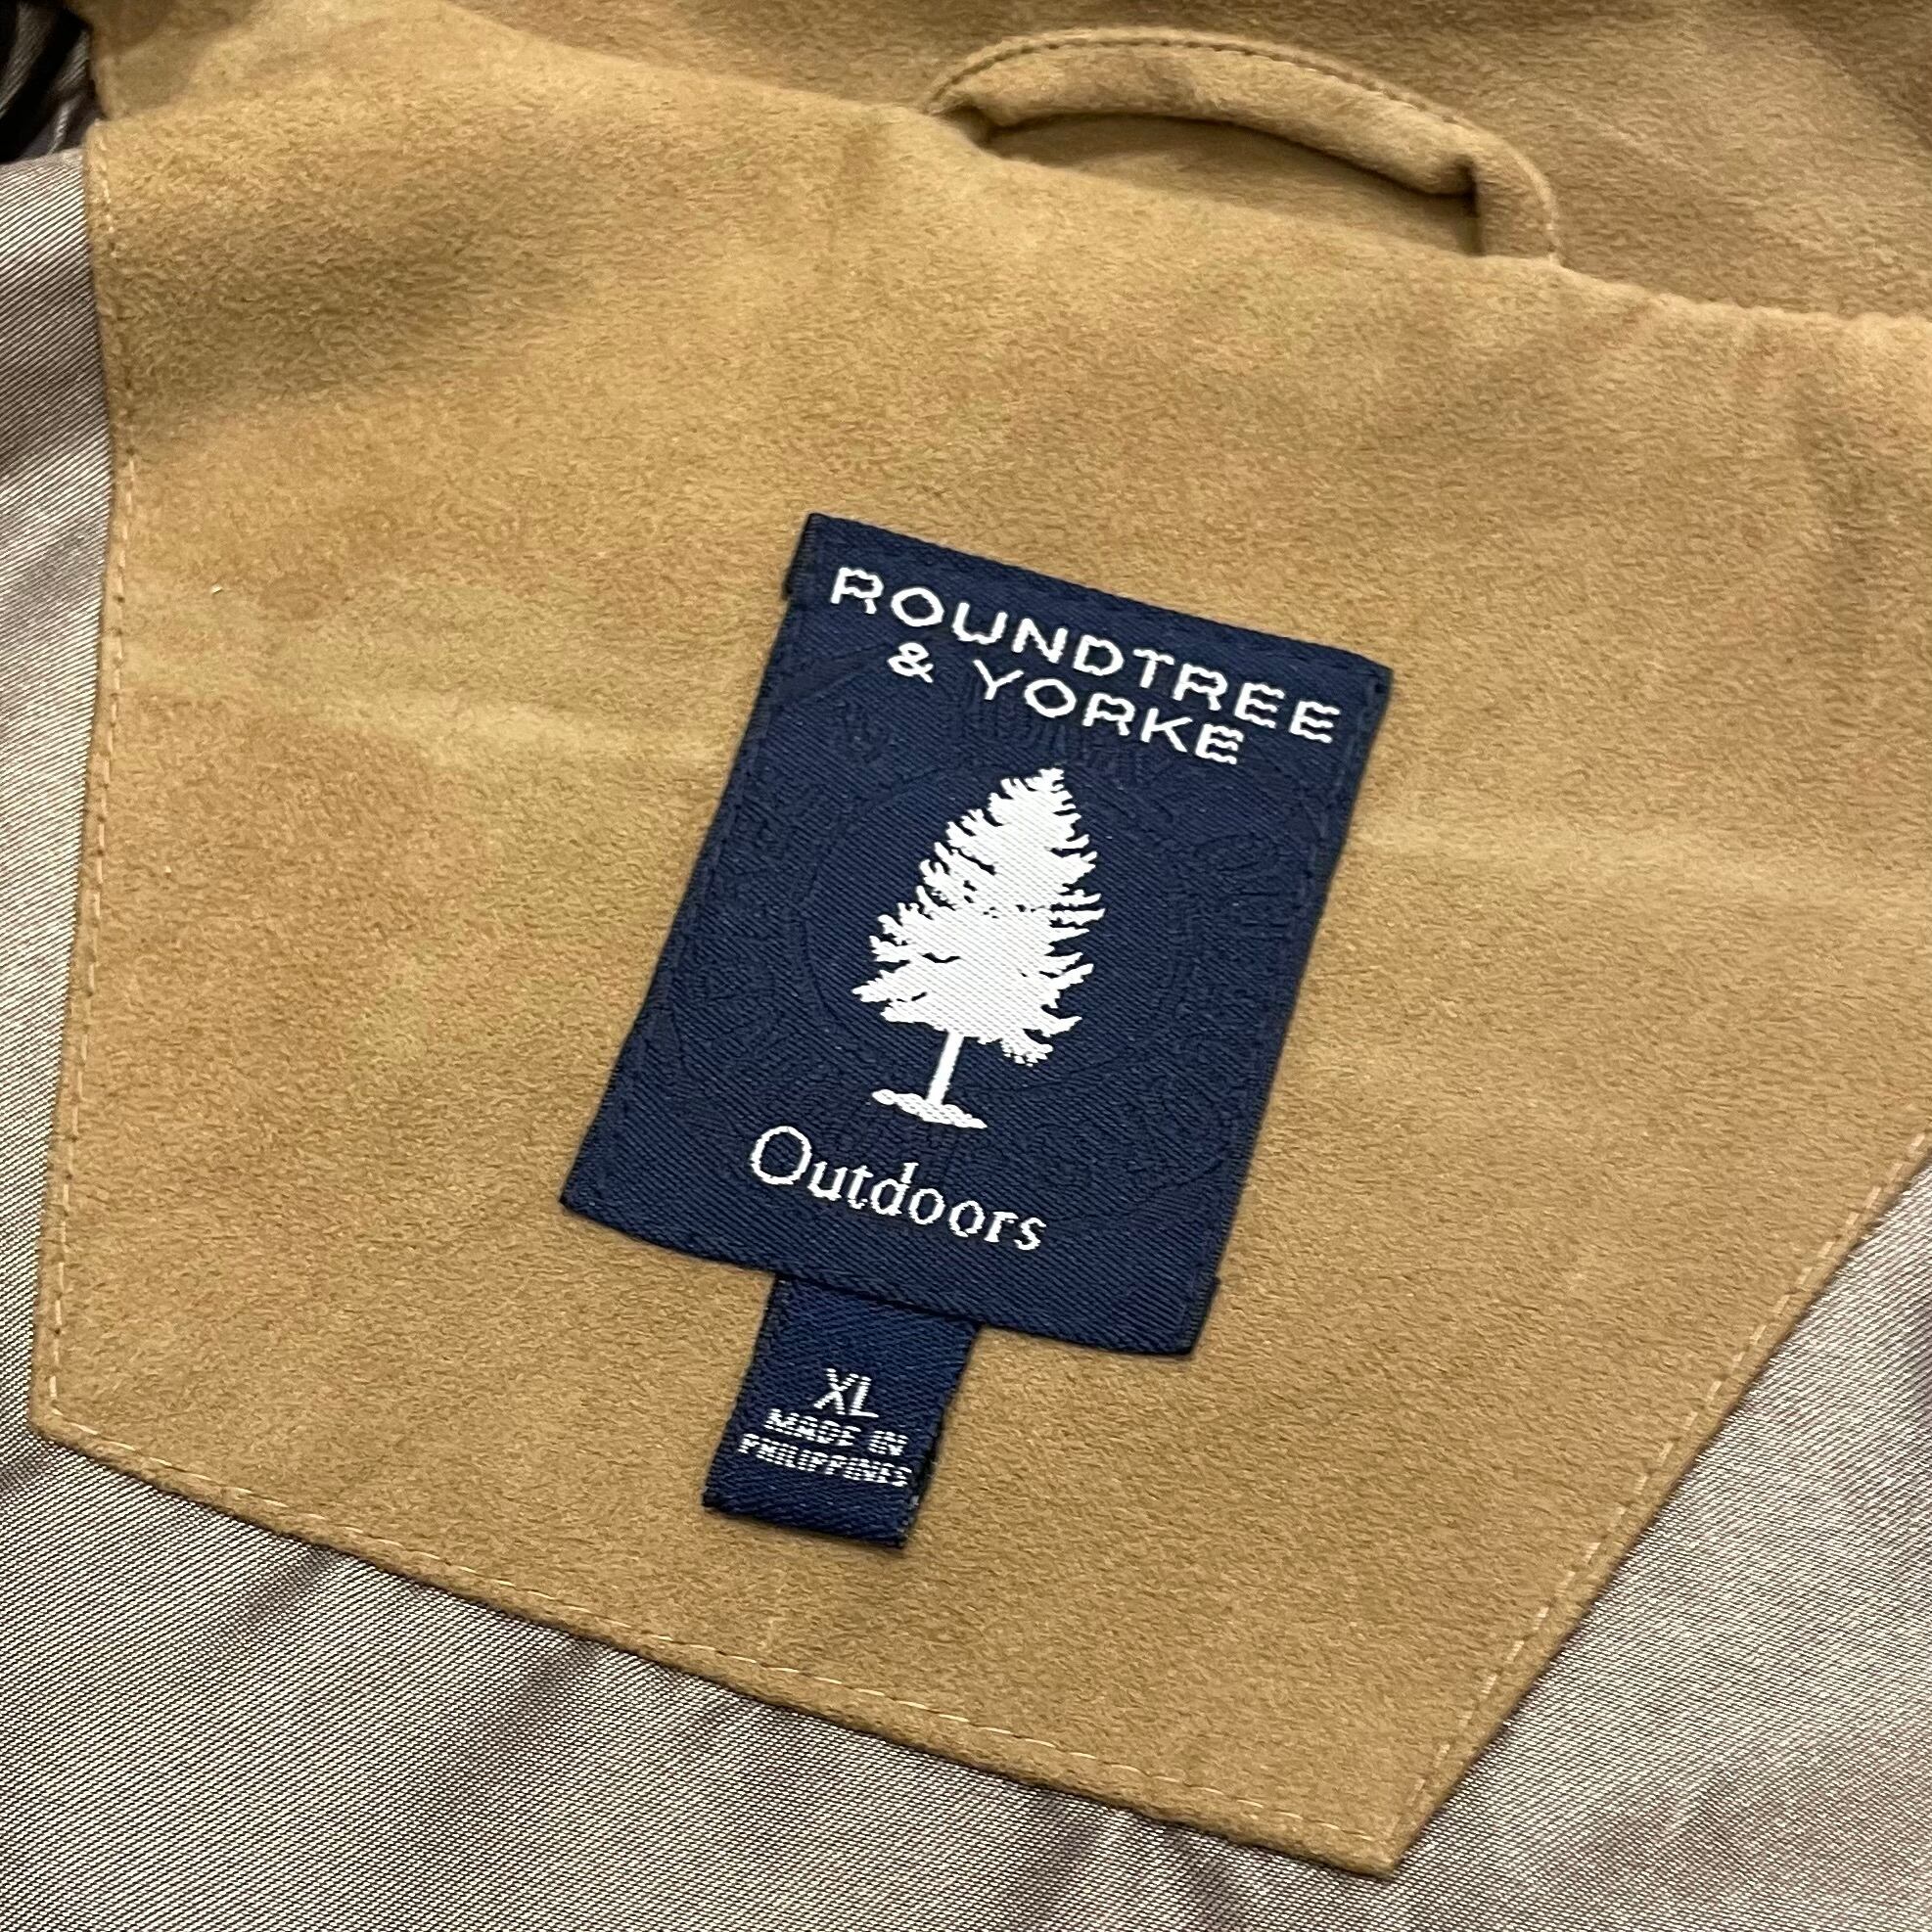 ROUNDTREE
& YORKE
Outdoors
XL
MADE IN
PHILIPPINES